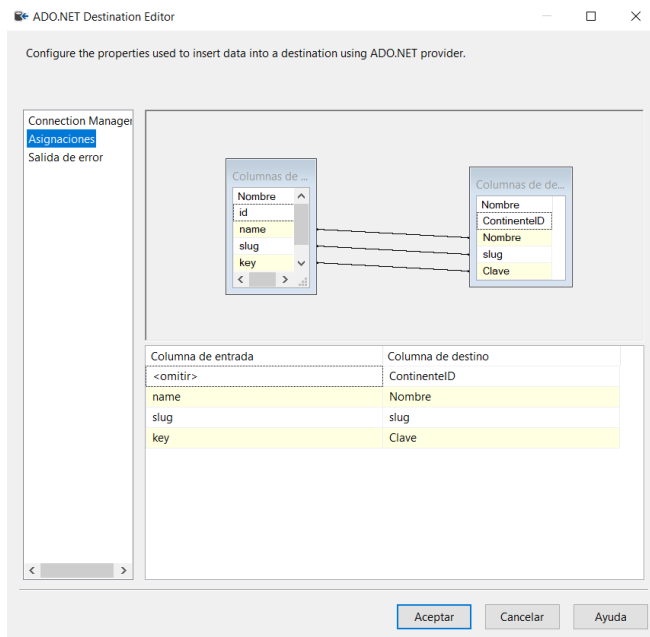 ADO.NET Destination Editor
Configure the properties used to insert data into a destination using ADO.NET provider.
Connection Manager
Asignaciones
Salida de error
Columnas de ...
Nombre
id
name
slug
key
Columnas de de...
Nombre
ContinenteID
Nombre
slug
Clave
Columna de entrada Columna de destino
<omitir> ContinenteID
name Nombre
slug slug
key Clave
Aceptar Cancelar Ayuda